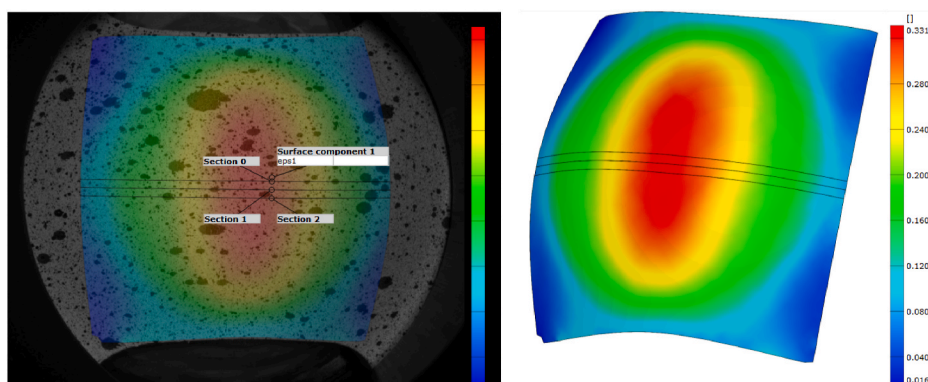 Section 0
Surface component 1
eps1
Section 1
Section 2
[]
0.331
0.280
0.240
0.200
0.160
0.120
0.080
0.040
0.016